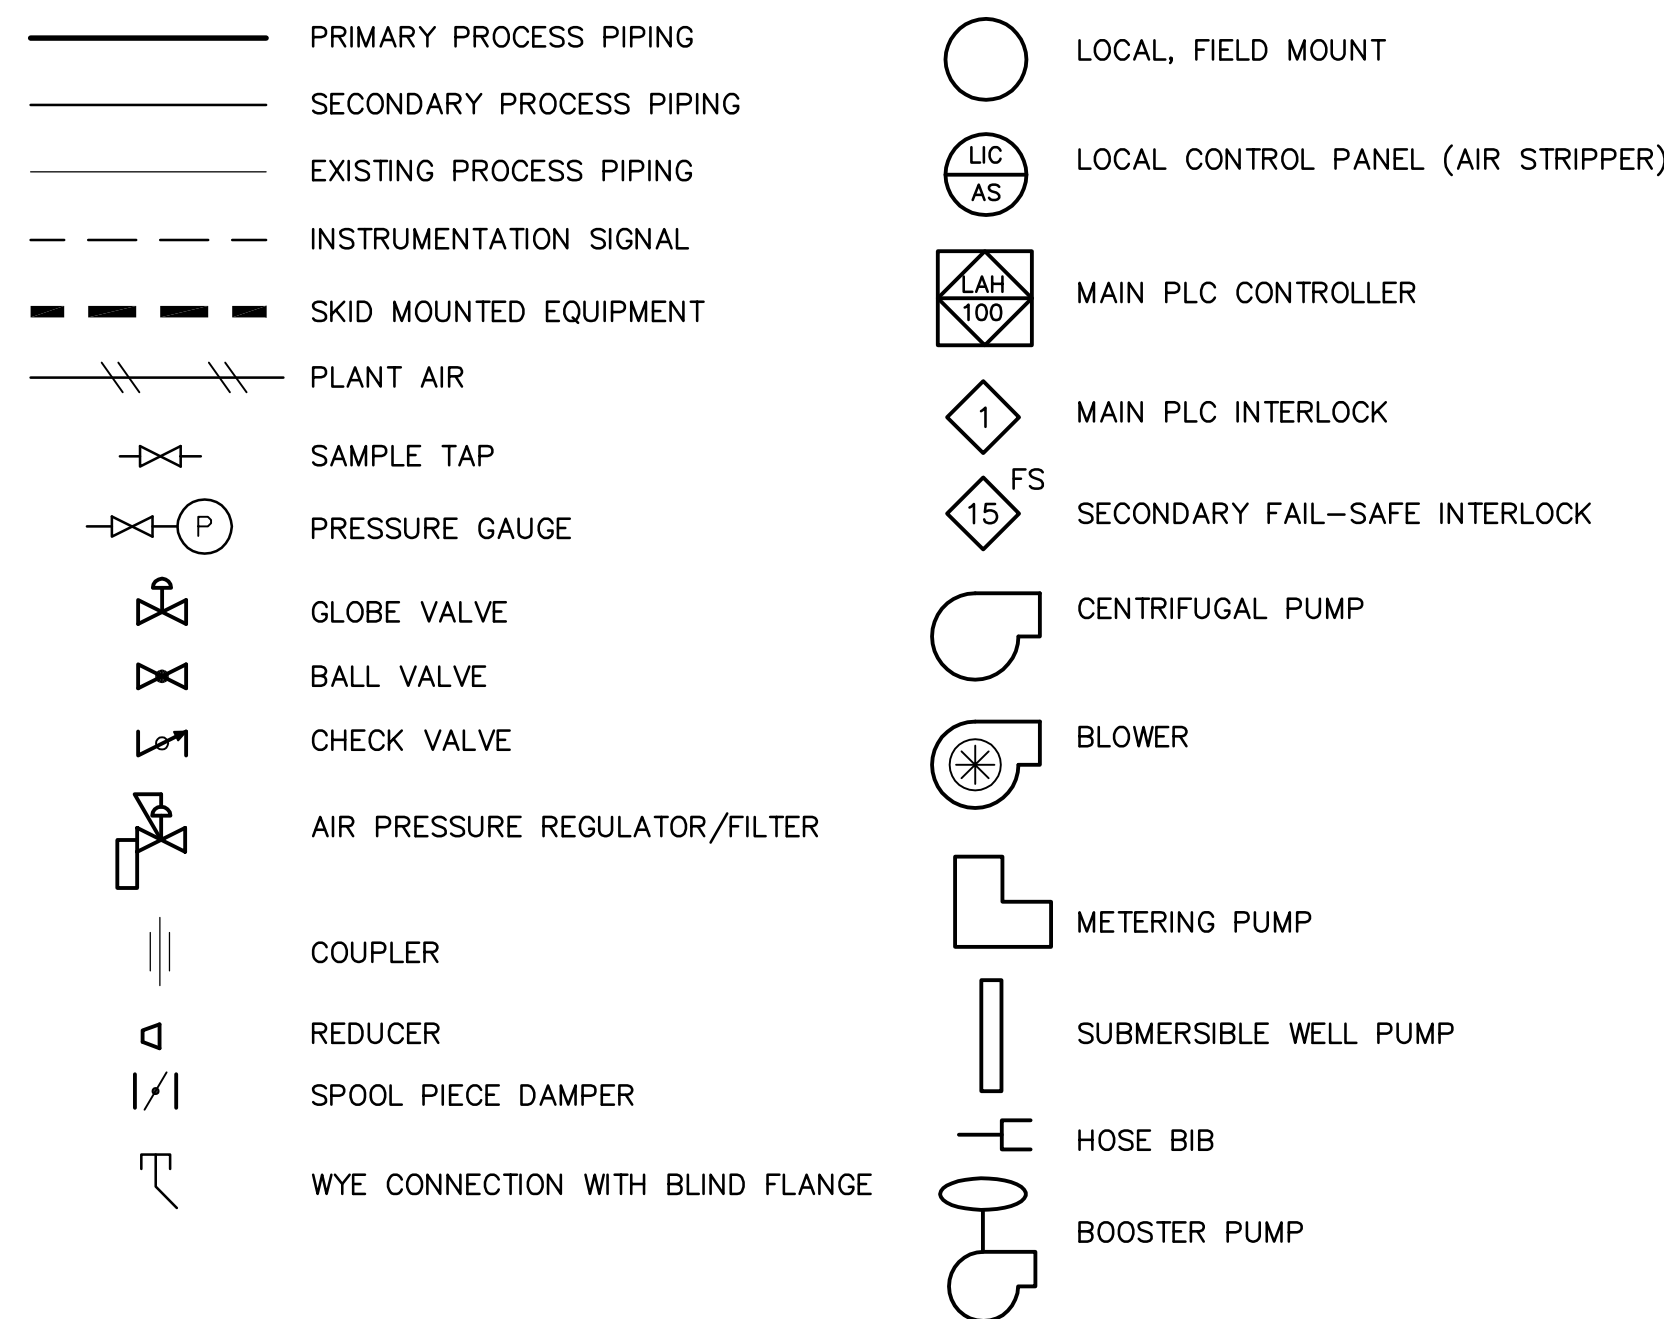 PRIMARY PROCESS PIPING
SECONDARY PROCESS PIPING
EXISTING PROCESS PIPING
INSTRUMENTATION SIGNAL
SKID MOUNTED EQUIPMENT
PLANT AIR
SAMPLE TAP
P
PRESSURE GAUGE
GLOBE VALVE
BALL VALVE
CHECK VALVE
AIR PRESSURE REGULATOR/FILTER
COUPLER
REDUCER
SPOOL PIECE DAMPER
WYE CONNECTION WITH BLIND FLANGE
LOCAL, FIELD MOUNT
LIC
AS
LOCAL CONTROL PANEL (AIR STRIPPER)
LAH
100
MAIN PLC CONTROLLER
1
MAIN PLC INTERLOCK
FS
15
SECONDARY FAIL-SAFE INTERLOCK
CENTRIFUGAL PUMP
BLOWER
METERING PUMP
SUBMERSIBLE WELL PUMP
HOSE BIB
BOOSTER PUMP